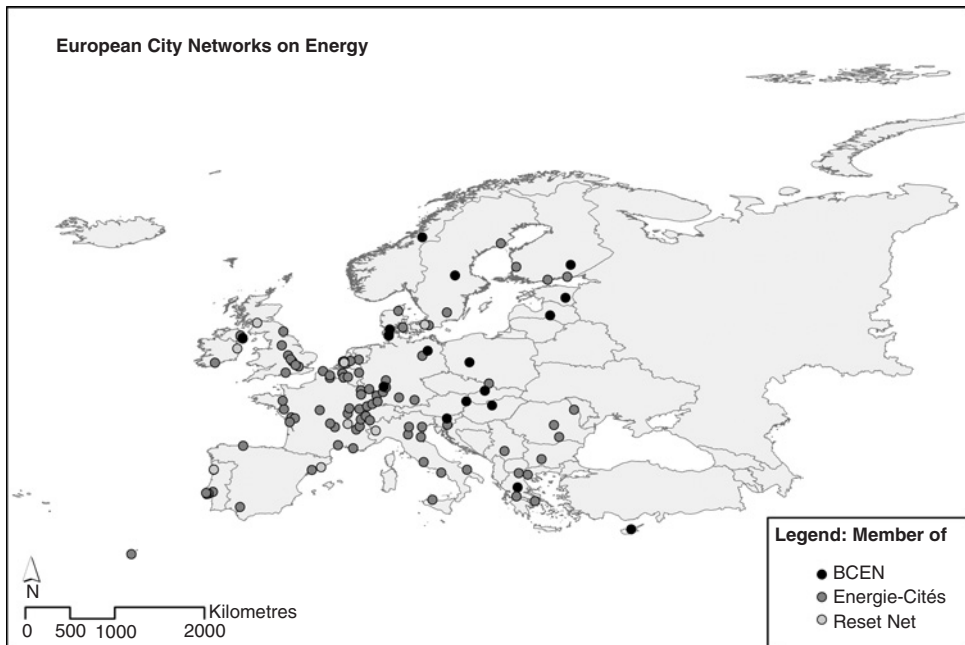 European City Networks on Energy
Legend: Member of
BCEN
Energie-Cités
Reset Net
N
Kilometres
0 500 1000 2000